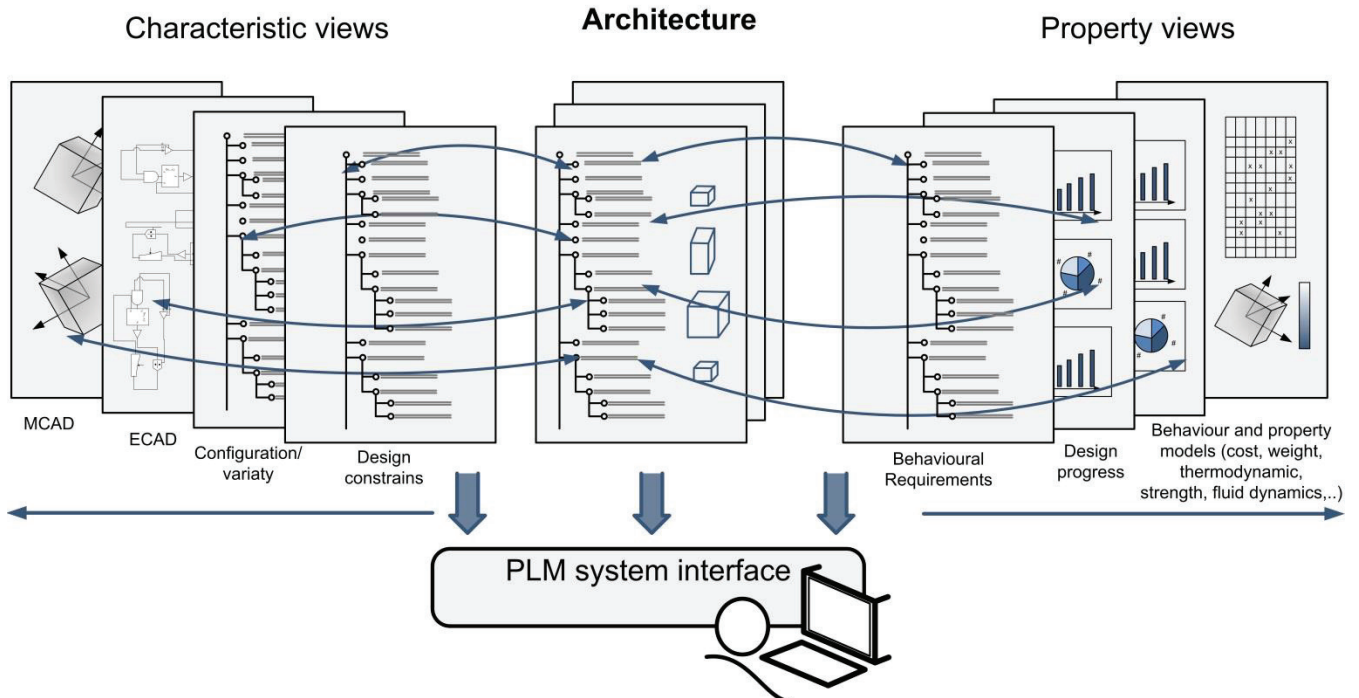 Characteristic views
Architecture
Property views
MCAD
ECAD
Configuration/
variaty
Design
constrains
Behavioural
Requirements
Design
progress
Behaviour and property
models (cost, weight,
thermodynamic,
strength, fluid dynamics,..)
x
x x
x
x x
x
x
x
x x
x x
x x
# #
# #
# #
# #
PLM system interface